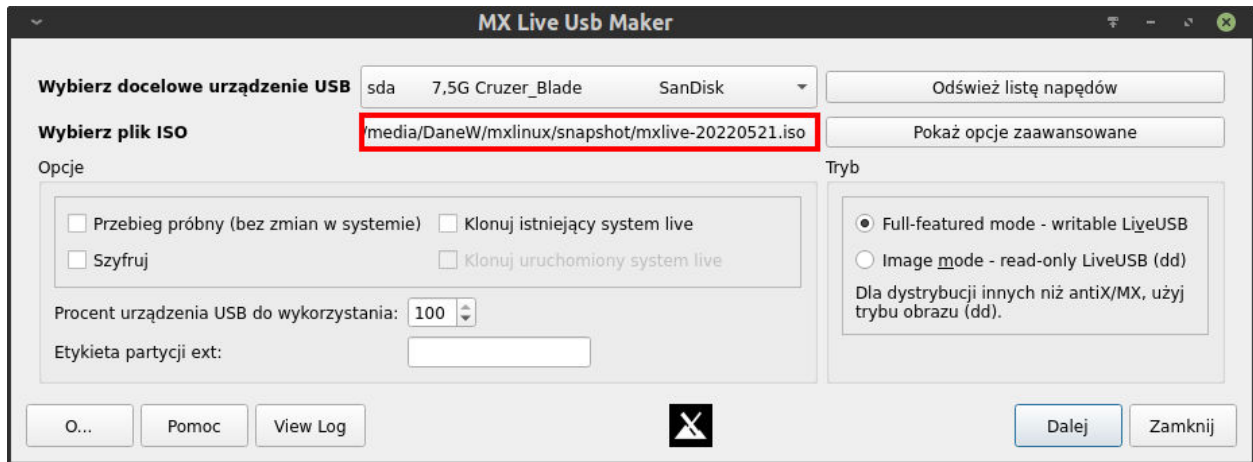 MX Live Usb Maker
Wybierz docelowe urządzenie USB sda 7,5G Cruzer_Blade SanDisk Odśwież listę napędów
Wybierz plik ISO /media/DaneW/mxlinux/snapshot/mxlive-20220521.iso Pokaż opcje zaawansowane
Opcje Tryb
Przebieg próbny (bez zmian w systemie) Klonuj istniejący system live Full-featured mode - writable LiveUSB
Szyfruj Klonuj uruchomiony system live Image mode - read-only LiveUSB (dd)
Dla dystrybucji innych niż antiX/MX, użyj
trybu obrazu (dd).
Procent urządzenia USB do wykorzystania: 100
Etykieta partycji ext:
O... Pomoc View Log Dalej Zamknij